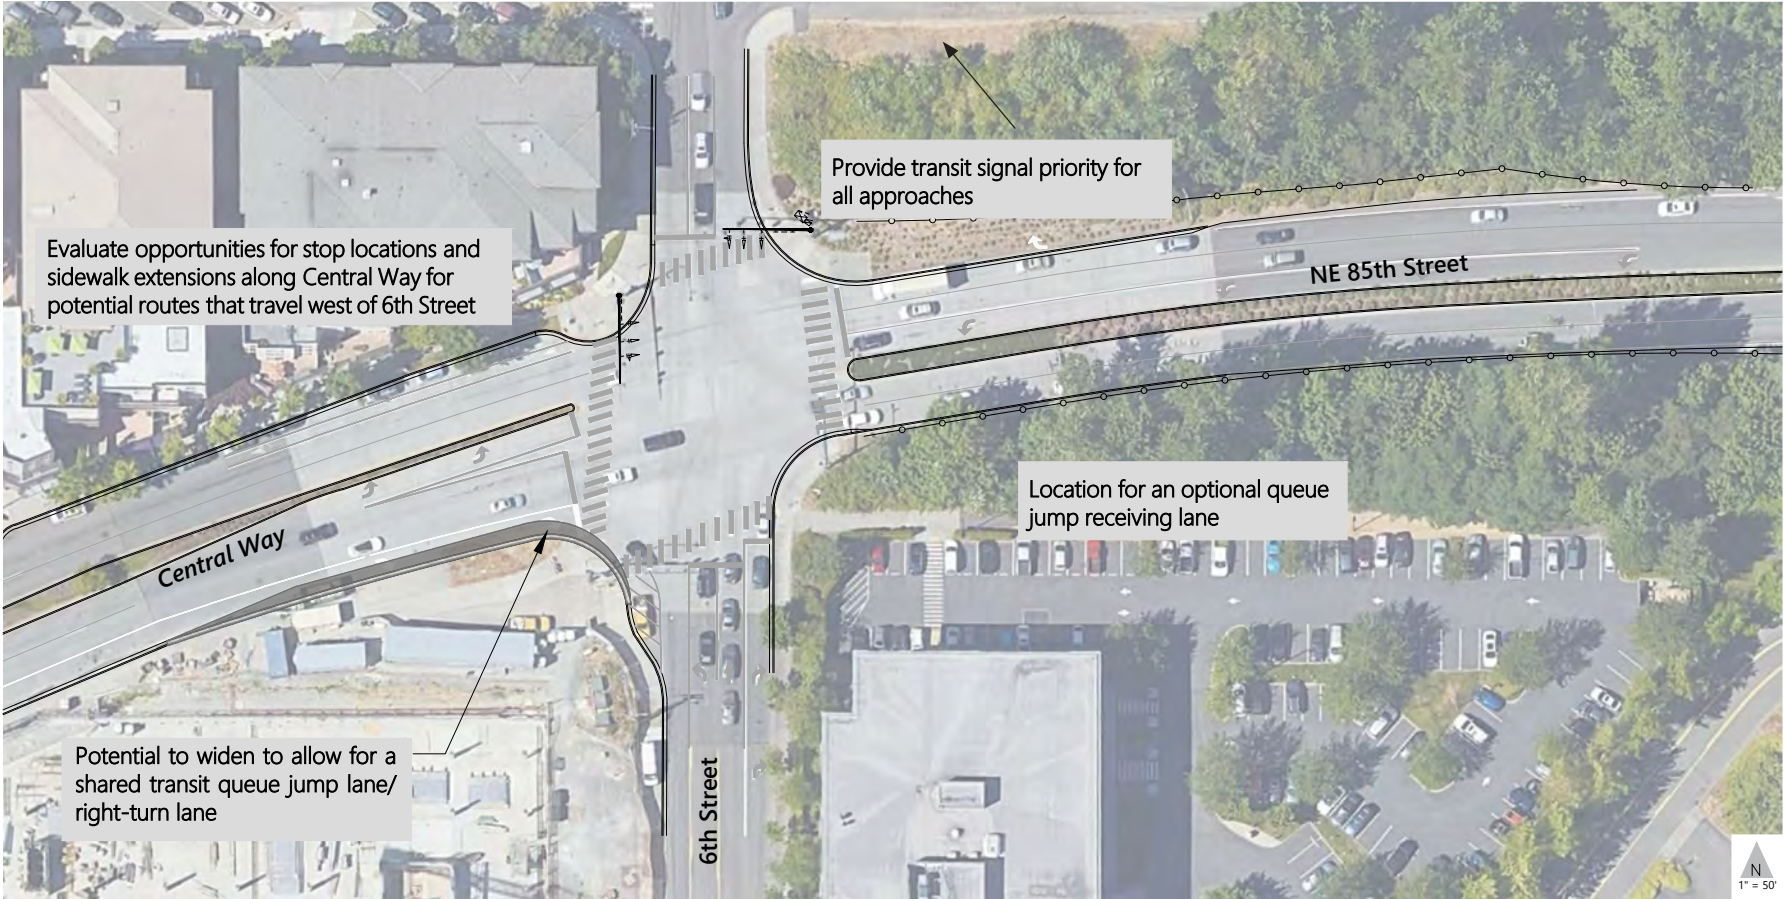 Provide transit signal priority for
all approaches
Evaluate opportunities for stop locations and
sidewalk extensions along Central Way for
potential routes that travel west of 6th Street
NE 85th Street
Location for an optional queue
jump receiving lane
Central Way
Potential to widen to allow for a
shared transit queue jump lane/
right-turn lane
6th Street
N
1" = 50'